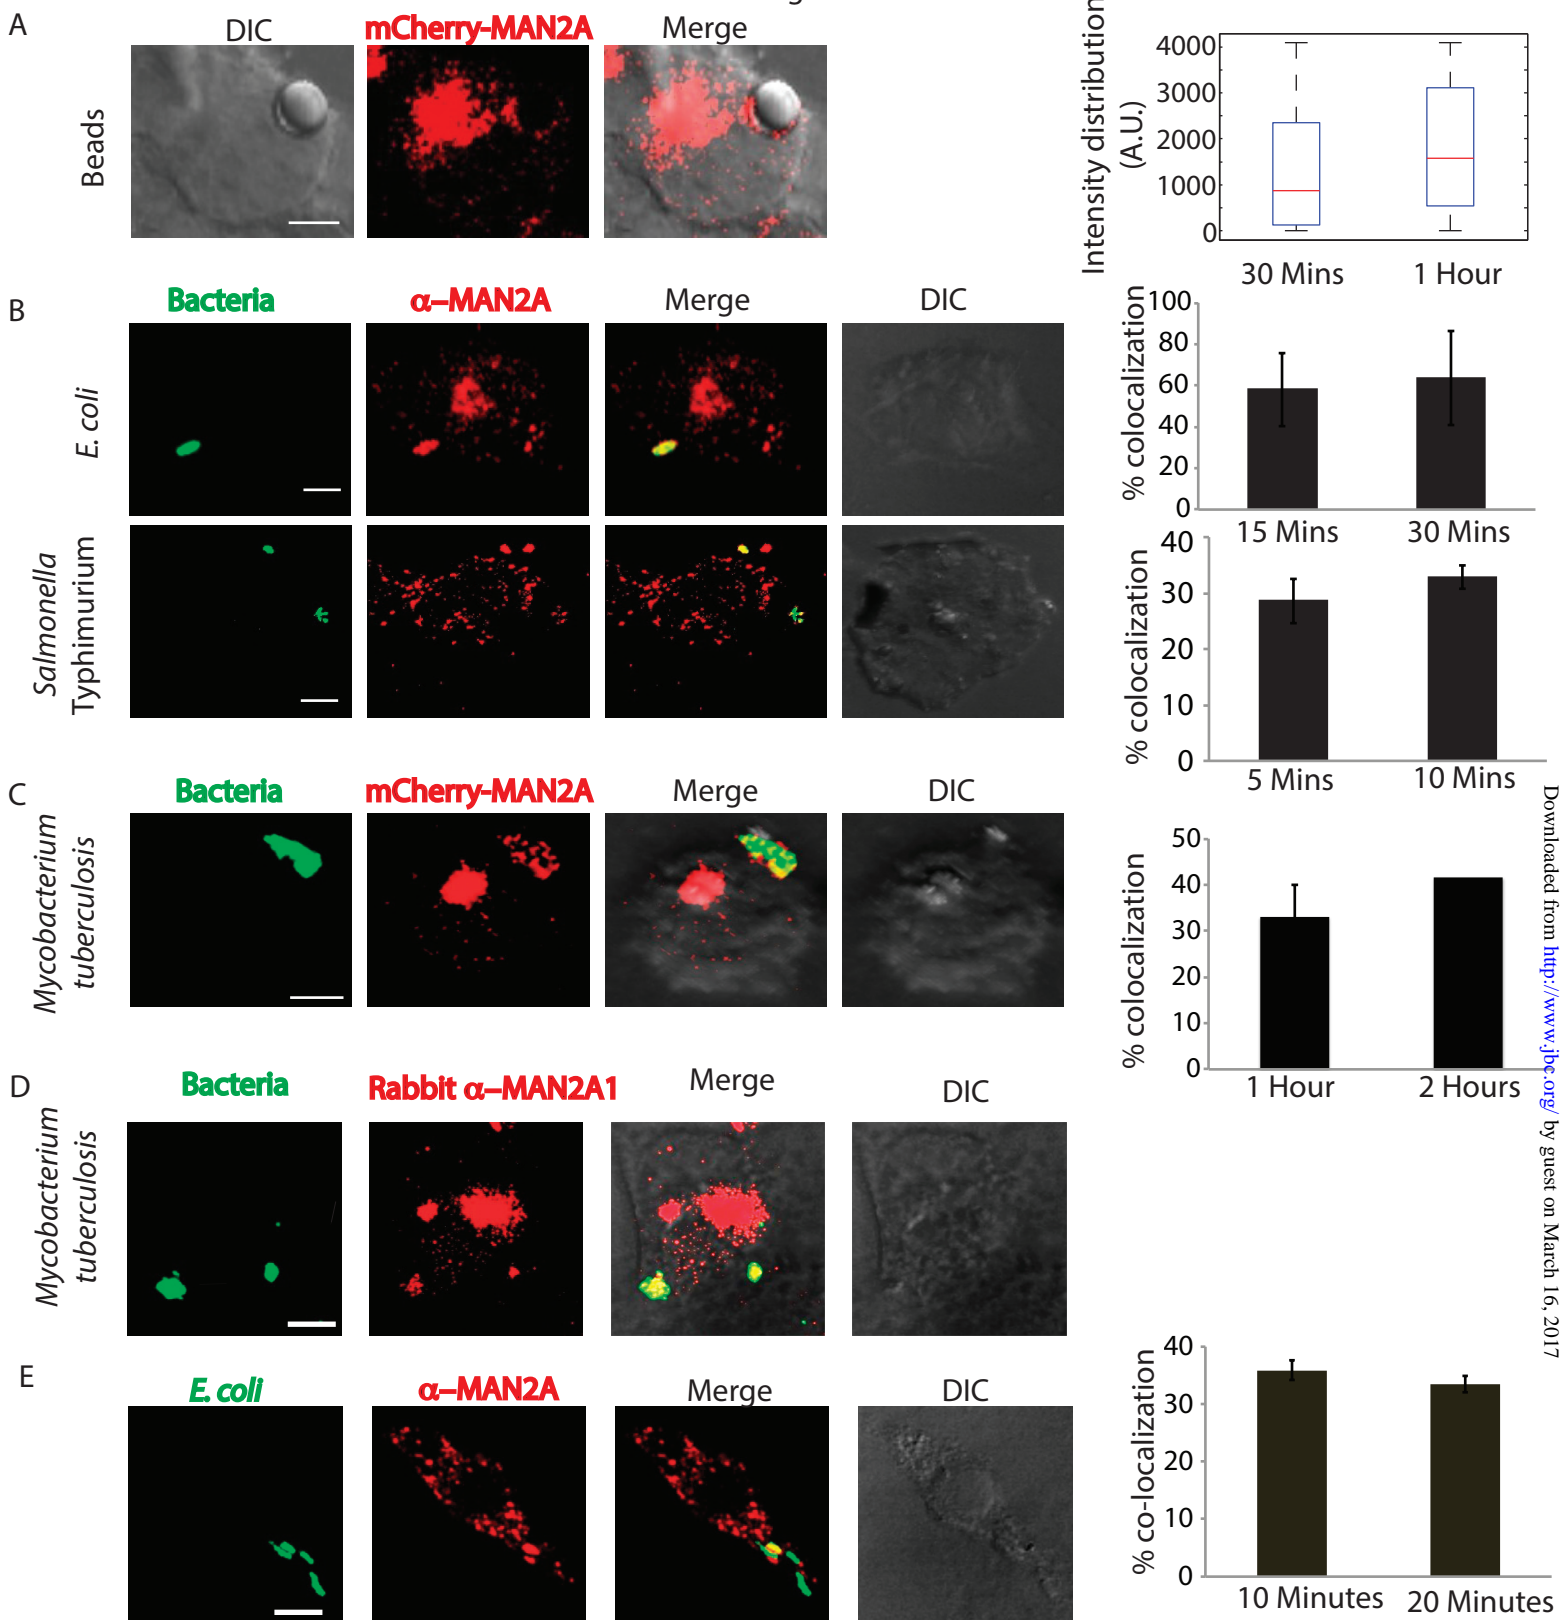 A
DIC
mCherry-MAN2A
Merge
Beads
Intensity distribution
(A.U.)
4000
3000
2000
1000
0
30 Mins
1 Hour
B
Bacteria
α–MAN2A
Merge
DIC
E. coli
% colocalization
100
80
60
40
20
0
15 Mins
30 Mins
Salmonella
Typhimurium
% colocalization
40
30
20
10
0
5 Mins
10 Mins
C
Bacteria
mCherry-MAN2A
Merge
DIC
Mycobacterium
tuberculosis
% colocalization
50
40
30
20
10
0
1 Hour
2 Hours
D
Bacteria
Rabbit α–MAN2A1
Merge
DIC
Mycobacterium
tuberculosis
E
E. coli
α–MAN2A
Merge
DIC
% co-localization
40
30
20
10
0
10 Minutes
20 Minutes
Downloaded from http://www.jbc.org/ by guest on March 16, 2017